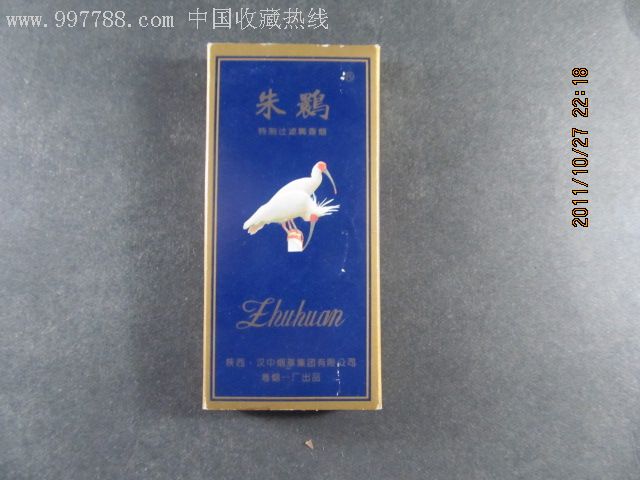 www.997788.com 中国收藏热线
朱鹮
®
特制过滤嘴香烟
Zhuhuan
陕西·汉中烟草集团有限公司
卷烟一厂出品
2011/10/27 22:18